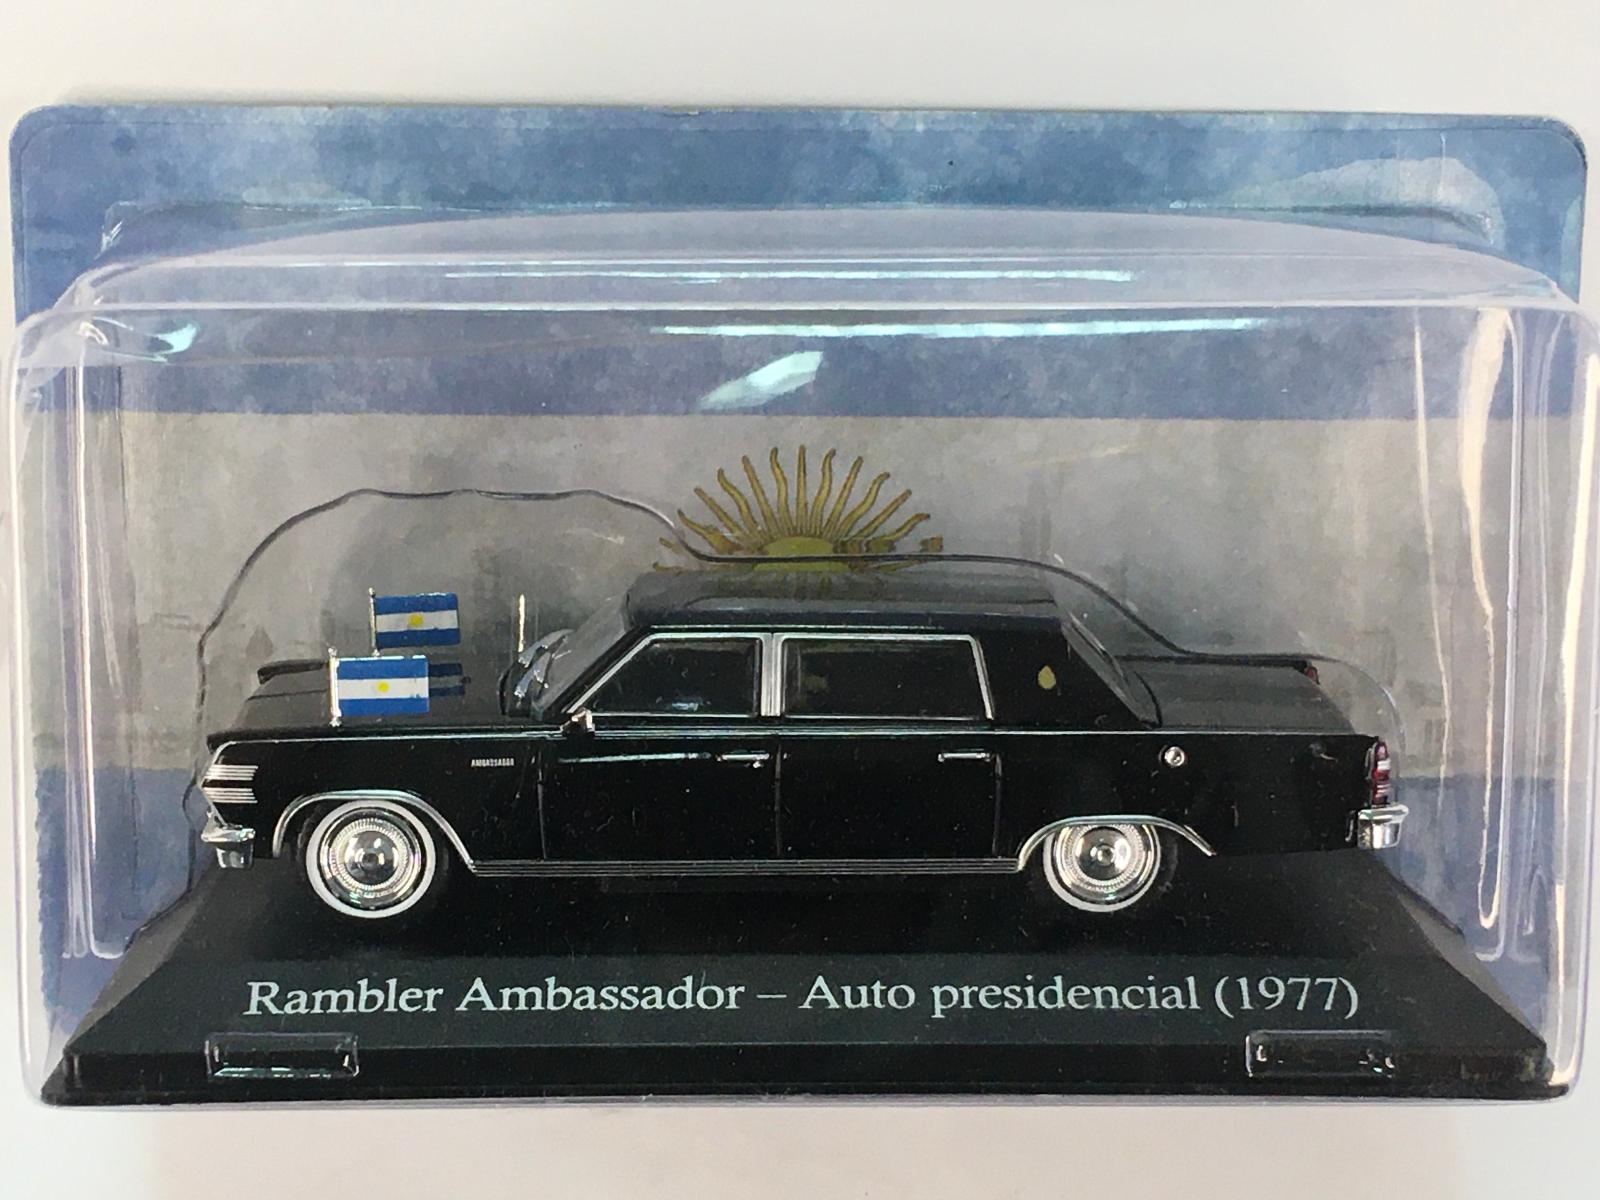 AMBASSADOR
Rambler Ambassador – Auto presidencial (1977)